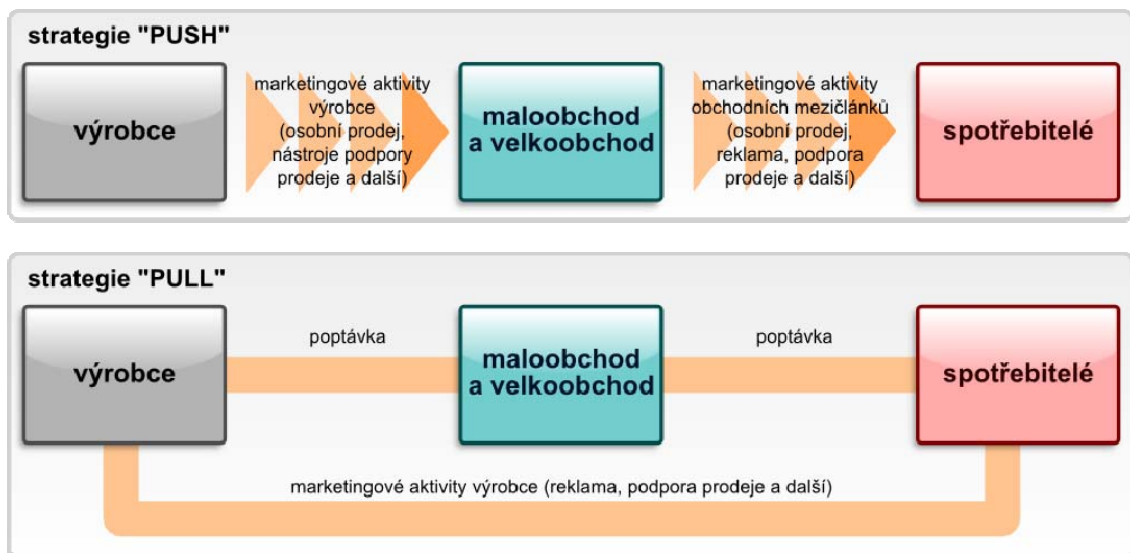 strategie "PUSH"
výrobce
marketingové aktivity
výrobce
(osobní prodej,
nástroje podpory
prodeje a další)
maloobchod
a velkoobchod
marketingové aktivity
obchodních mezičlánků
(osobní prodej,
reklama, podpora
prodeje a další)
spotřebitelé
strategie "PULL"
výrobce
poptávka
maloobchod
a velkoobchod
poptávka
spotřebitelé
marketingové aktivity výrobce (reklama, podpora prodeje a další)